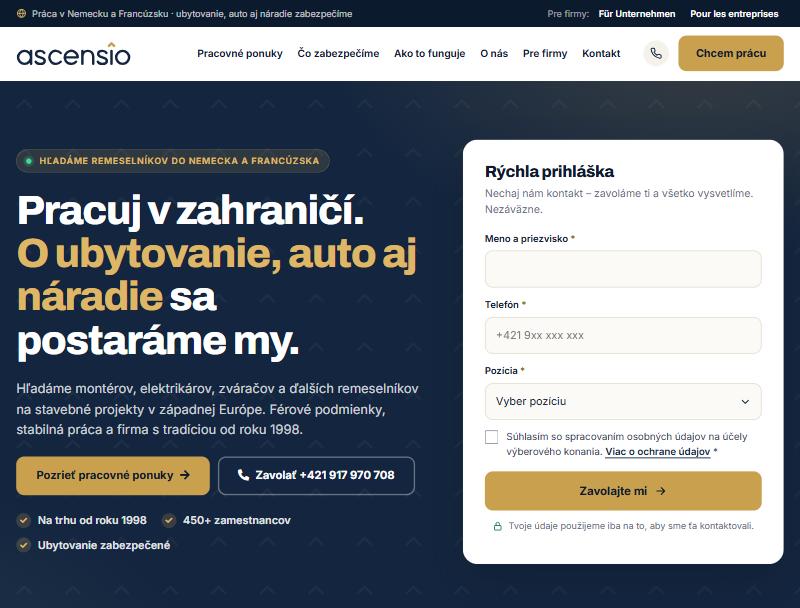 Práca v Nemecku a Francúzsku · ubytovanie, auto aj náradie zabezpečíme
Pre firmy: Für Unternehmen Pour les entreprises
ascensio
Pracovné ponuky Čo zabezpečíme Ako to funguje O nás Pre firmy Kontakt
Chcem prácu
HĽADÁME REMESELNÍKOV DO NEMECKA A FRANCÚZSKA
Pracuj v zahraničí.
O ubytovanie, auto aj
náradie sa
postaráme my.
Hľadáme montérov, elektrikárov, zváračov a ďalších remeselníkov
na stavebné projekty v západnej Európe. Férové podmienky,
stabilná práca a firma s tradíciou od roku 1998.
Pozrieť pracovné ponuky →
Zavolať +421 917 970 708
Na trhu od roku 1998
450+ zamestnancov
Ubytovanie zabezpečené
Rýchla prihláška
Nechaj nám kontakt – zavoláme ti a všetko vysvetlíme.
Nezáväzne.
Meno a priezvisko *
Telefón *
+421 9xx xxx xxx
Pozícia *
Vyber pozíciu
Súhlasím so spracovaním osobných údajov na účely
výberového konania. Viac o ochrane údajov *
Zavolajte mi →
Tvoje údaje použijeme iba na to, aby sme ťa kontaktovali.